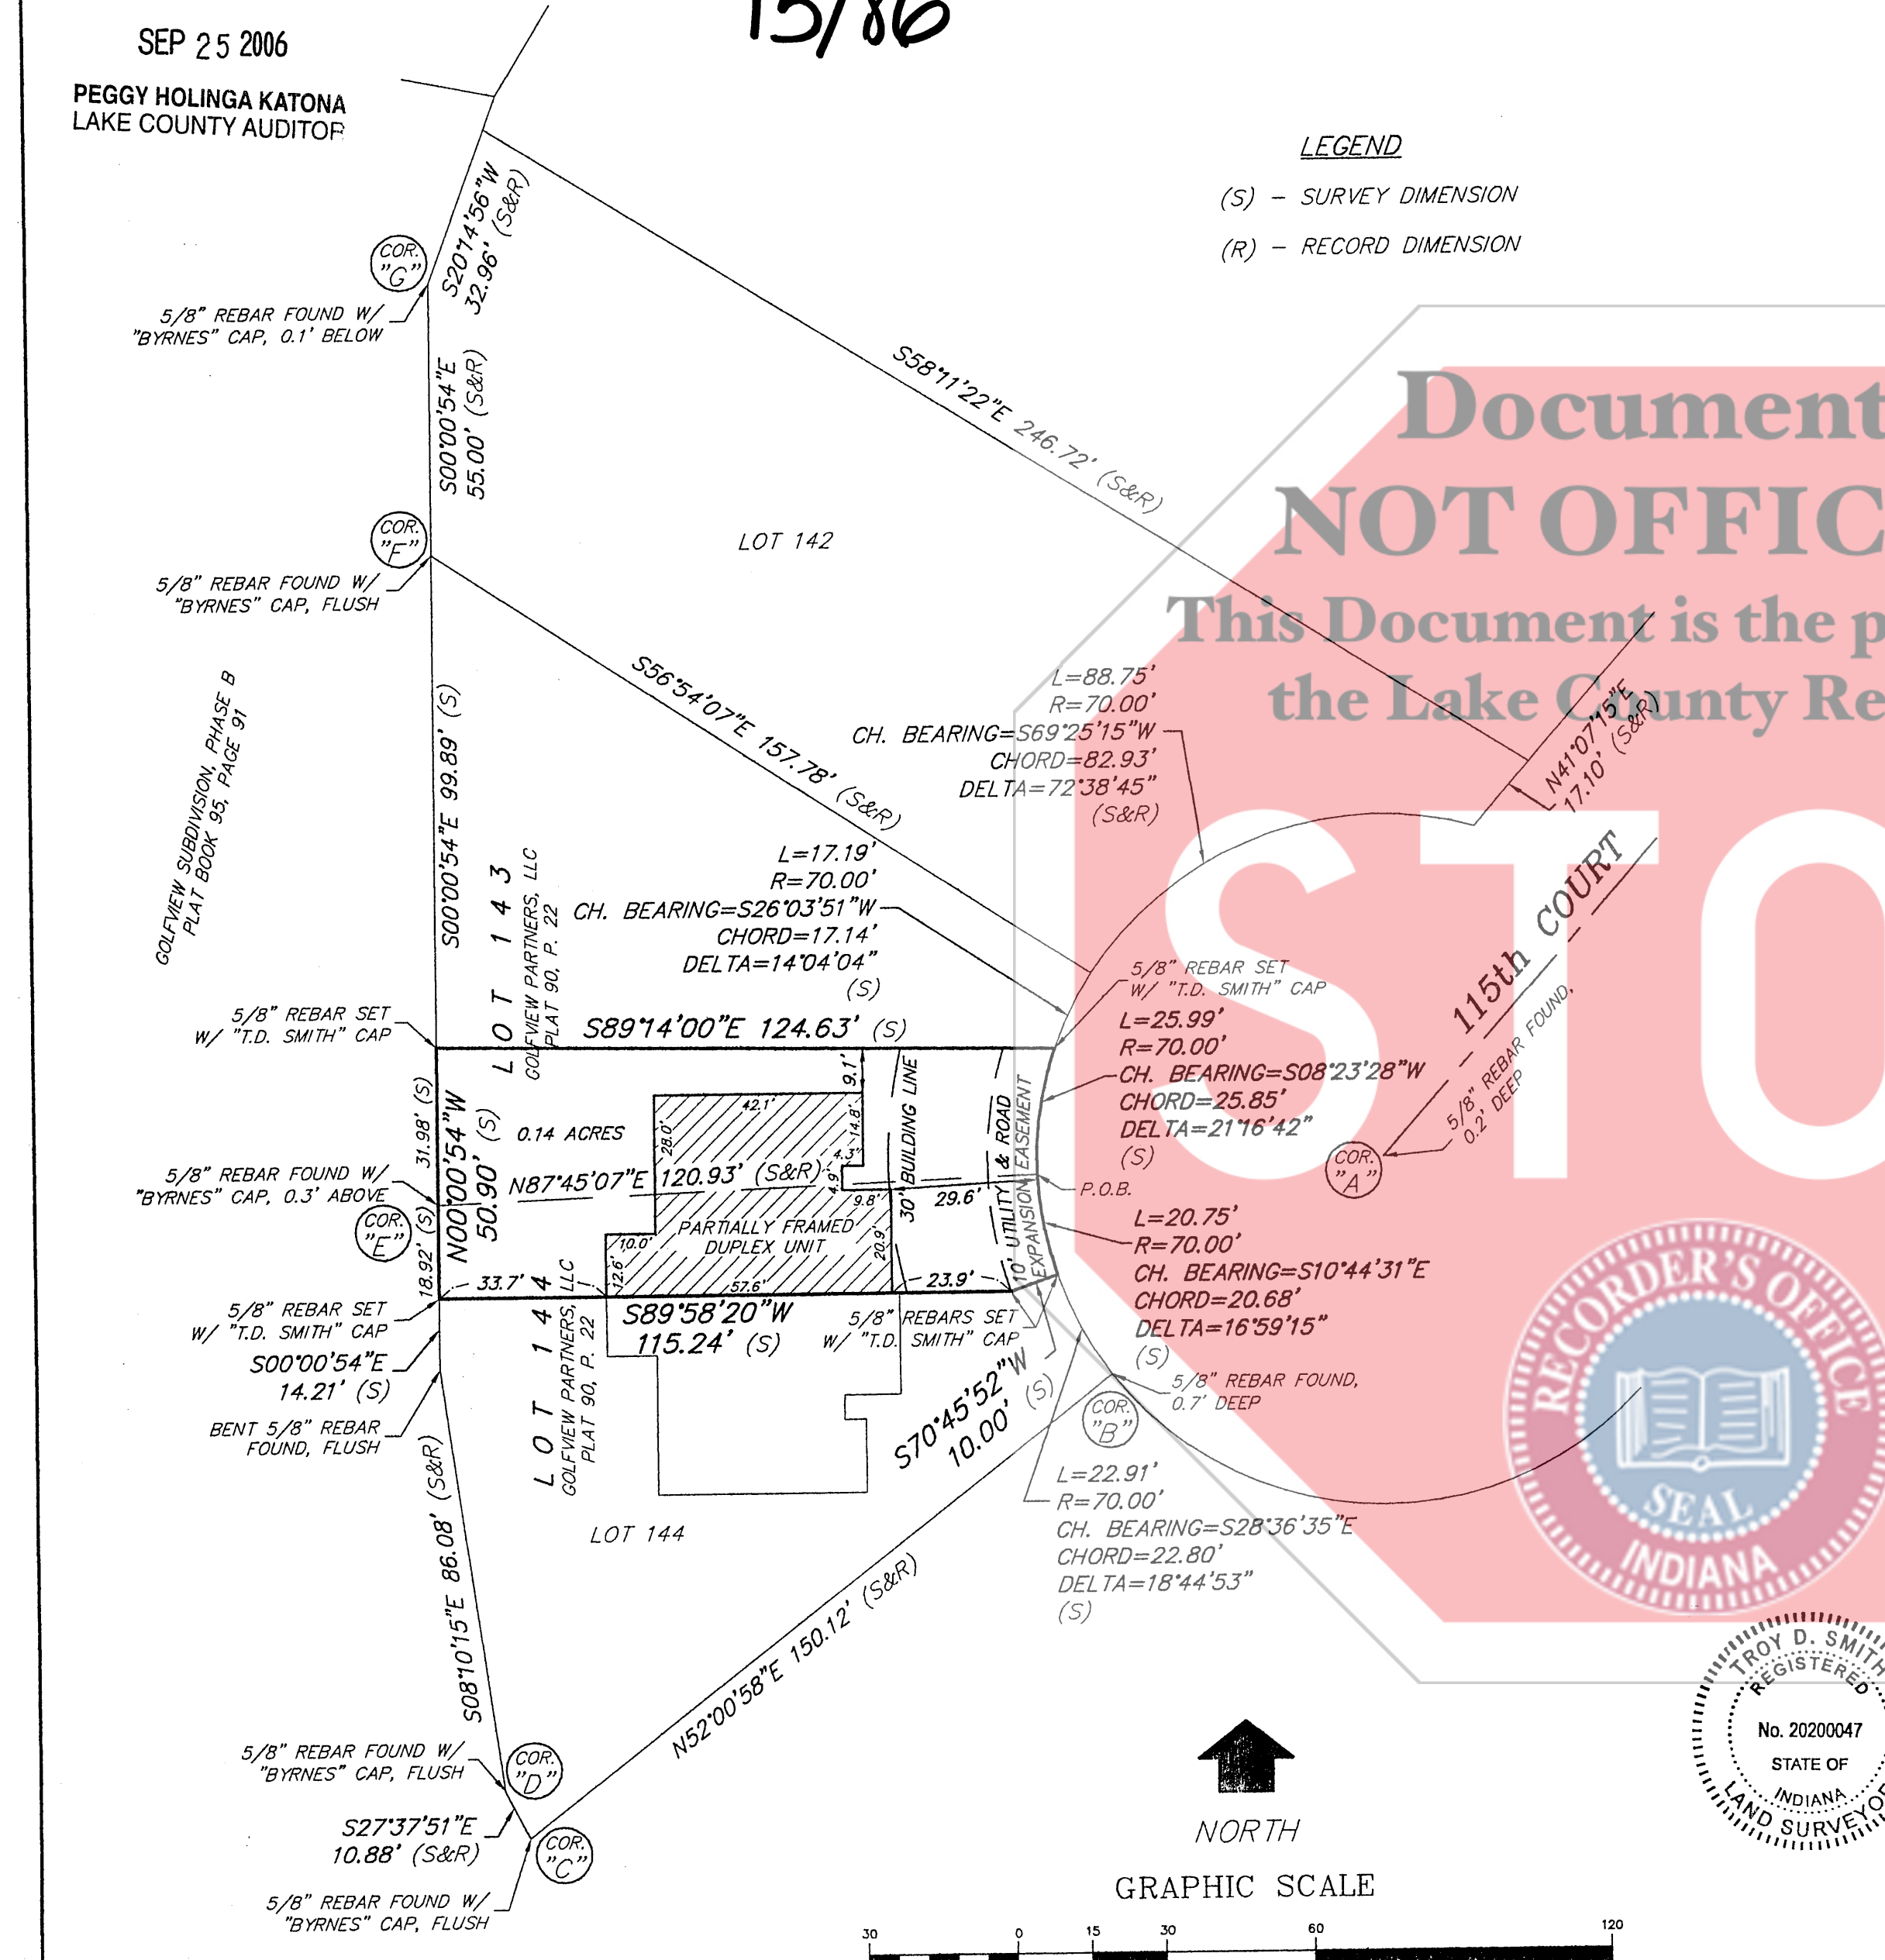 15/86
SEP 25 2006
PEGGY HOLINGA KATONA
LAKE COUNTY AUDITOR
LEGEND
(S) – SURVEY DIMENSION
(R) – RECORD DIMENSION
COR. "G"
S20°14'56"W
32.96' (S&R)
5/8" REBAR FOUND W/
"BYRNES" CAP, 0.1' BELOW
S00°00'54"E
55.00' (S&R)
S58°11'22"E 246.72' (S&R)
Document
NOT OFFIC
This Document is the p
the Lake County Re
STO
COR. "F"
5/8" REBAR FOUND W/
"BYRNES" CAP, FLUSH
LOT 142
GOLFVIEW SUBDIVISION, PHASE B
PLAT BOOK 95, PAGE 91
S00°00'54"E 99.89' (S)
S56°54'07"E 157.78' (S&R)
L=88.75'
R=70.00'
CH. BEARING=S69°25'15"W
CHORD=82.93'
DELTA=72°38'45"
(S&R)
N41°07'15"E
17.10' (S&R)
115th COURT
LOT 143
GOLFVIEW PARTNERS, LLC
PLAT 90, P. 22
L=17.19'
R=70.00'
CH. BEARING=S26°03'51"W
CHORD=17.14'
DELTA=14°04'04"
(S)
5/8" REBAR SET
W/ "T.D. SMITH" CAP
5/8" REBAR SET
W/ "T.D. SMITH" CAP
S89°14'00"E 124.63' (S)
L=25.99'
R=70.00'
CH. BEARING=S08°23'28"W
CHORD=25.85'
DELTA=21°16'42"
(S)
5/8" REBAR FOUND,
0.2' DEEP
COR. "A"
31.98' (S)
N00°00'54"W
50.90' (S)
0.14 ACRES
42.1'
28.0'
14.8'
9.1'
4.3'
4.9'
9.8'
30' BUILDING LINE
10' UTILITY & ROAD
EXPANSION EASEMENT
N87°45'07"E 120.93' (S&R)
29.6'
P.O.B.
5/8" REBAR FOUND W/
"BYRNES" CAP, 0.3' ABOVE
COR. "E"
18.92' (S)
PARTIALLY FRAMED
DUPLEX UNIT
10.0'
12.6'
20.9'
33.7'
57.6'
23.9'
L=20.75'
R=70.00'
CH. BEARING=S10°44'31"E
CHORD=20.68'
DELTA=16°59'15"
(S)
5/8" REBAR SET
W/ "T.D. SMITH" CAP
S89°58'20"W
115.24' (S)
5/8" REBARS SET
W/ "T.D. SMITH" CAP
S00°00'54"E
14.21' (S)
BENT 5/8" REBAR
FOUND, FLUSH
LOT 144
GOLFVIEW PARTNERS, LLC
PLAT 90, P. 22
S70°45'52"W
10.00' (S)
5/8" REBAR FOUND,
0.7' DEEP
COR. "B"
L=22.91'
R=70.00'
CH. BEARING=S28°36'35"E
CHORD=22.80'
DELTA=18°44'53"
(S)
LOT 144
S08°10'15"E 86.08' (S&R)
N52°00'58"E 150.12' (S&R)
RECORDER'S OFFICE
SEAL
INDIANA
5/8" REBAR FOUND W/
"BYRNES" CAP, FLUSH
COR. "D"
S27°37'51"E
10.88' (S&R)
COR. "C"
5/8" REBAR FOUND W/
"BYRNES" CAP, FLUSH
TROY D. SMITH
REGISTERED
No. 20200047
STATE OF
INDIANA
LAND SURVEYO
NORTH
GRAPHIC SCALE
30 0 15 30 60 120